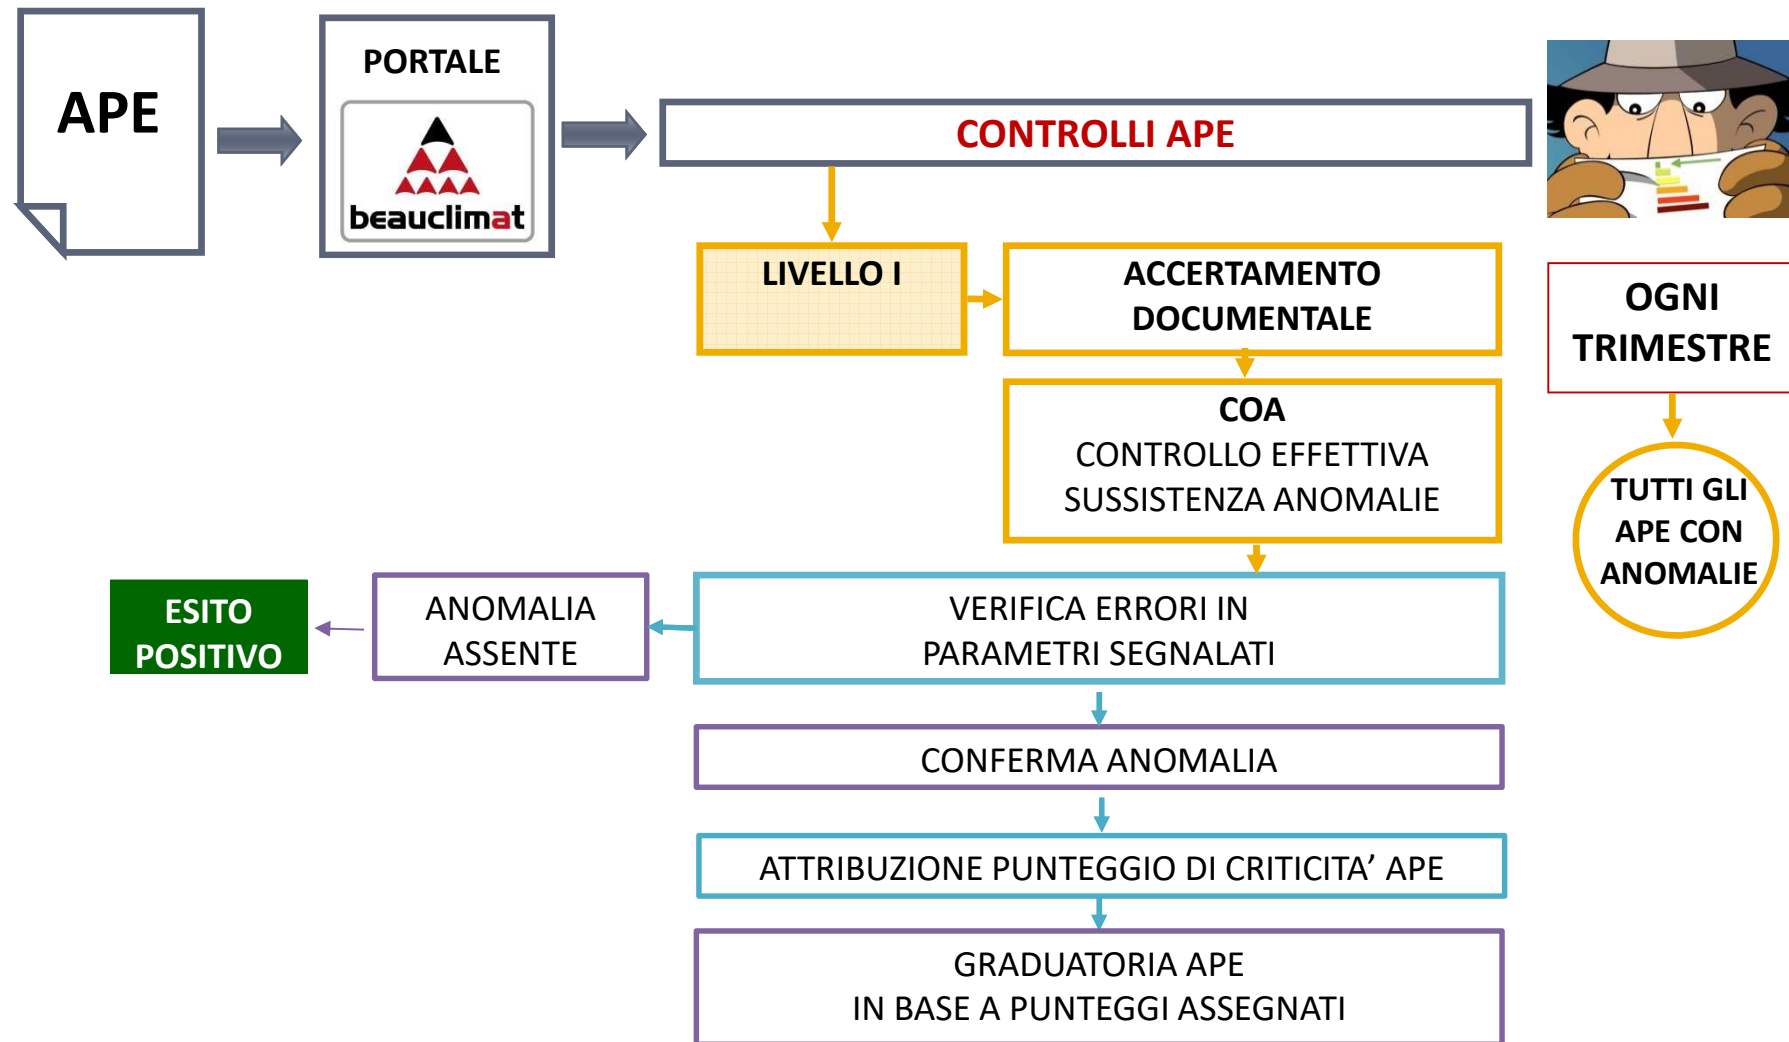 APE
PORTALE
beauclimat
CONTROLLI APE
LIVELLO I
ACCERTAMENTO
DOCUMENTALE
OGNI
TRIMESTRE
COA
CONTROLLO EFFETTIVA
SUSSISTENZA ANOMALIE
TUTTI GLI
APE CON
ANOMALIE
ESITO
POSITIVO
ANOMALIA
ASSENTE
VERIFICA ERRORI IN
PARAMETRI SEGNALATI
CONFERMA ANOMALIA
ATTRIBUZIONE PUNTEGGIO DI CRITICITA’ APE
GRADUATORIA APE
IN BASE A PUNTEGGI ASSEGNATI